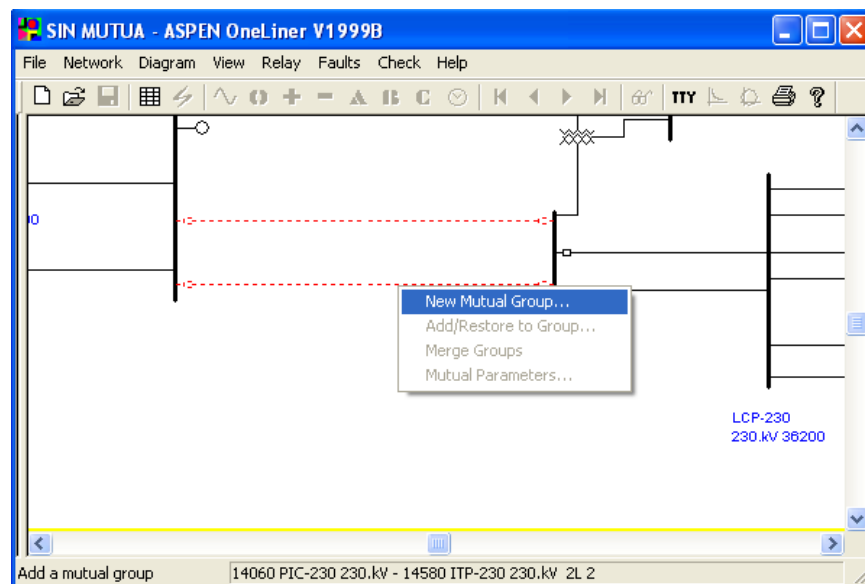 SIN MUTUA - ASPEN OneLiner V1999B
File Network Diagram View Relay Faults Check Help
TTY
New Mutual Group...
Add/Restore to Group...
Merge Groups
Mutual Parameters...
LCP-230
230.kV 36200
Add a mutual group
14060 PIC-230 230.kV - 14580 ITP-230 230.kV 2L 2